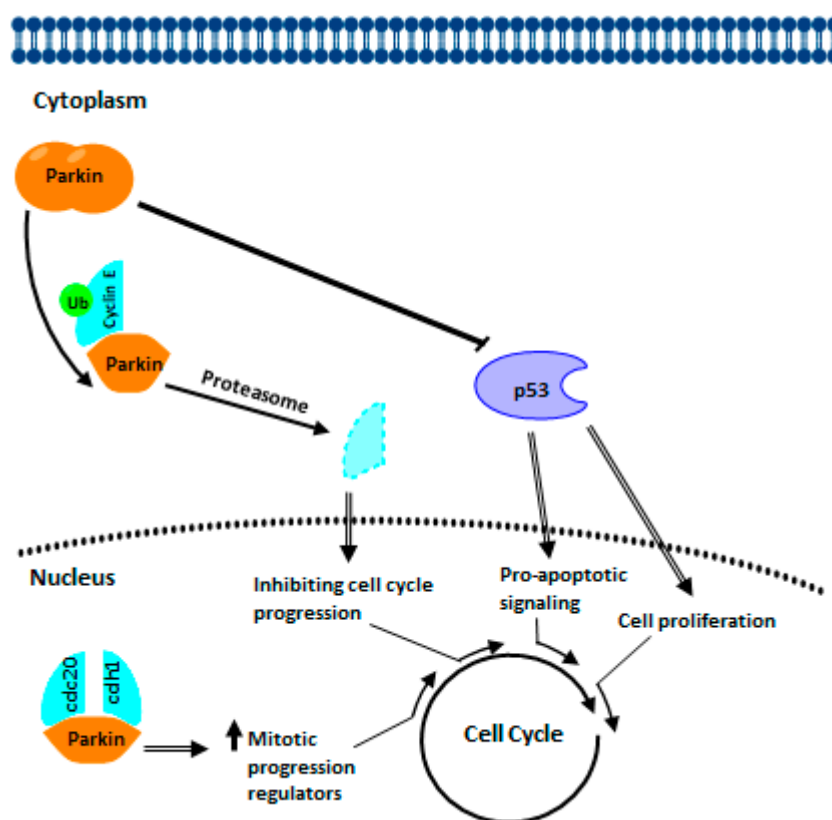 Cytoplasm
Parkin
Ub
Cyclin E
Parkin
Proteasome
p53
Nucleus
Inhibiting cell cycle
progression
Pro-apoptotic
signaling
Cell proliferation
cdc20
cdh1
Parkin
Mitotic
progression
regulators
Cell Cycle